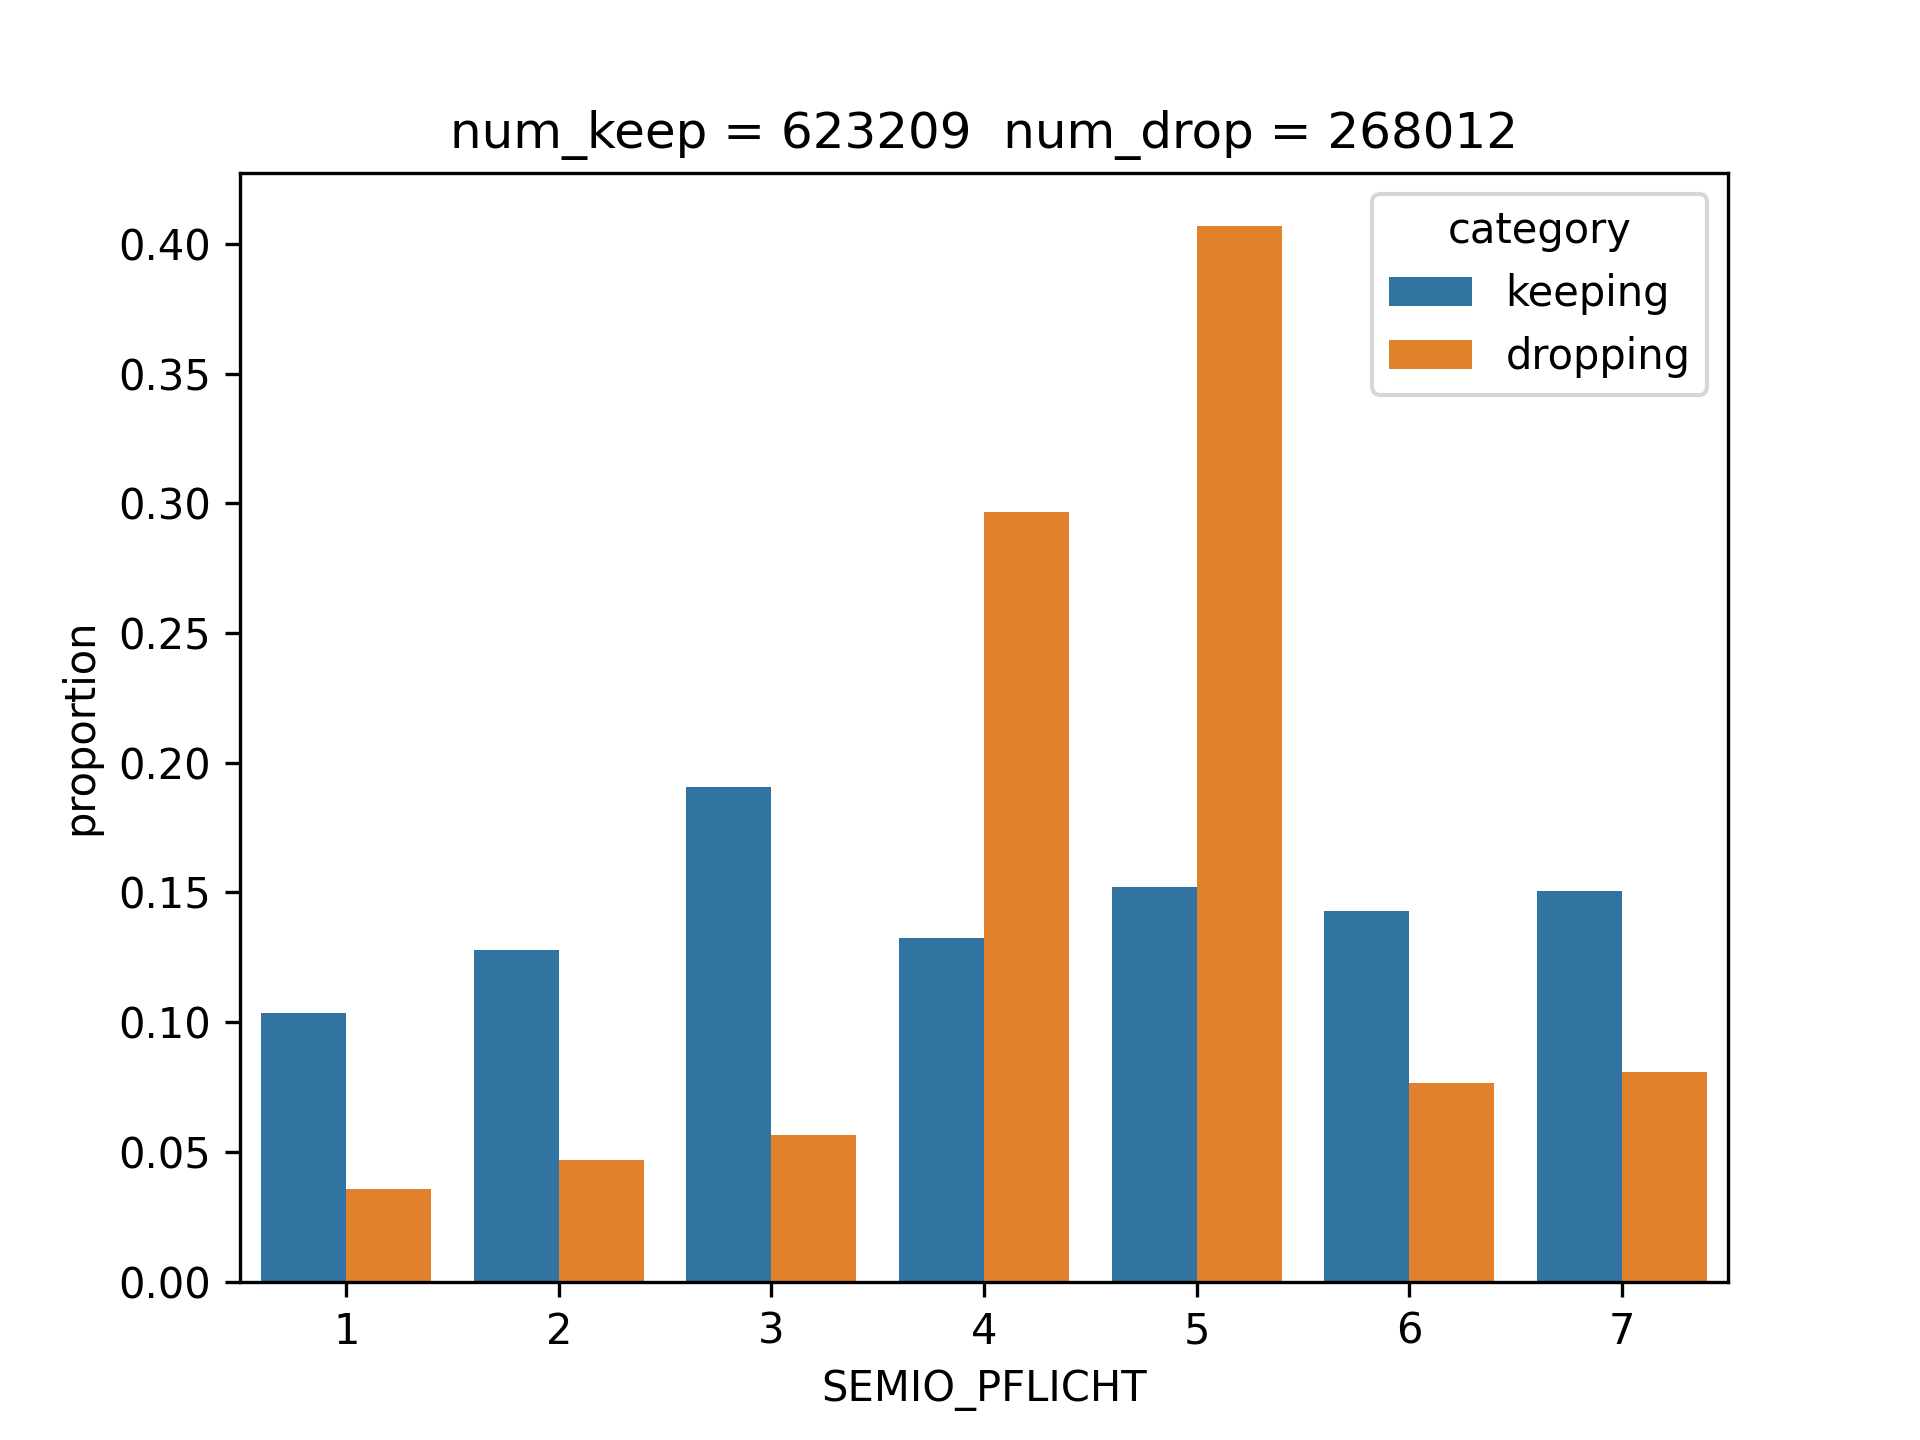 num_keep = 623209  num_drop = 268012
category
keeping
dropping
0.40
0.35
0.30
0.25
0.20
0.15
0.10
0.05
0.00
proportion
1 2 3 4 5 6 7
SEMIO_PFLICHT